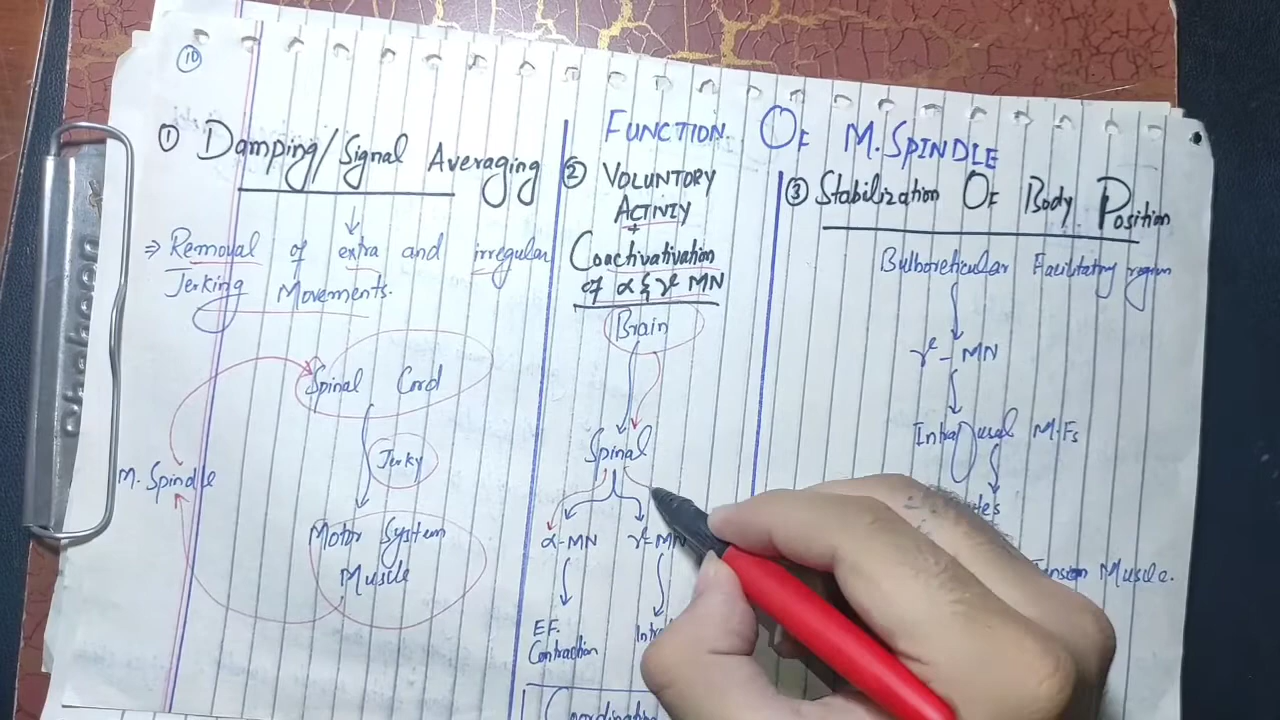 10
FUNCTION OF M. SPINDLE
① Damping/Signal Averaging
⇒ Removal of extra and irregular
Jerking Movements.
Spinal Cord
Jerky
M. Spindle
Motor System
Muscle
② VOLUNTORY
ACTIVITY
+
Coactivativation
of α & γ MN
Brain
Spinal
α-MN γ-MN
EF.
Contraction
③ Stabilization Of Body Position
Bulboreticular Facilitating region
γ - MN
Intrafusal M.Fs
Tension Muscle.